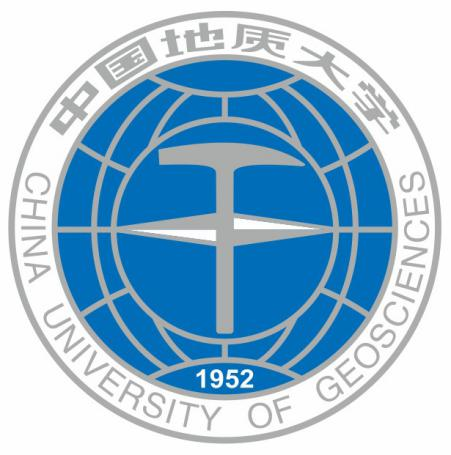 中国地质大学
CHINA UNIVERSITY OF GEOSCIENCES
1952